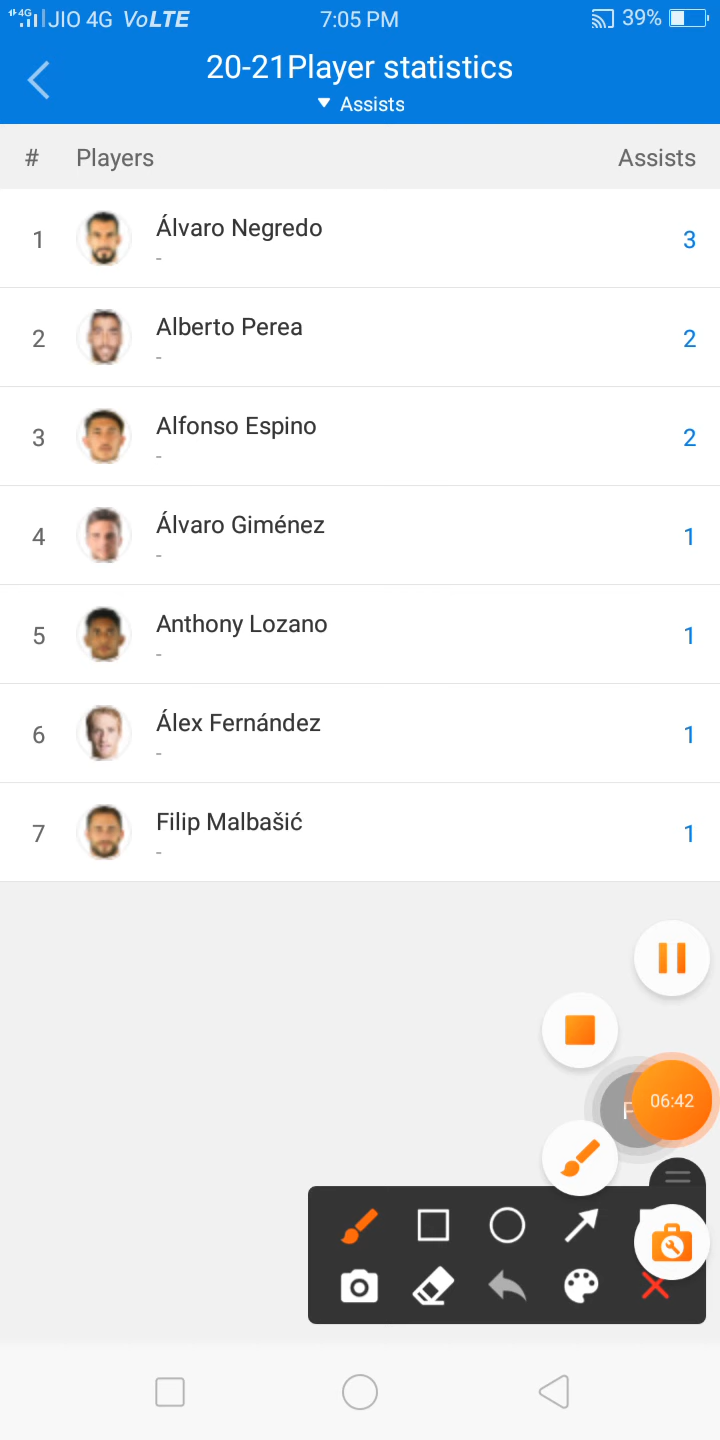 4G JIO 4G VoLTE 7:05 PM 39%
20-21Player statistics
Assists
# Players Assists
1 Álvaro Negredo 3
-
2 Alberto Perea 2
-
3 Alfonso Espino 2
-
4 Álvaro Giménez 1
-
5 Anthony Lozano 1
-
6 Álex Fernández 1
-
7 Filip Malbašić 1
-
06:42